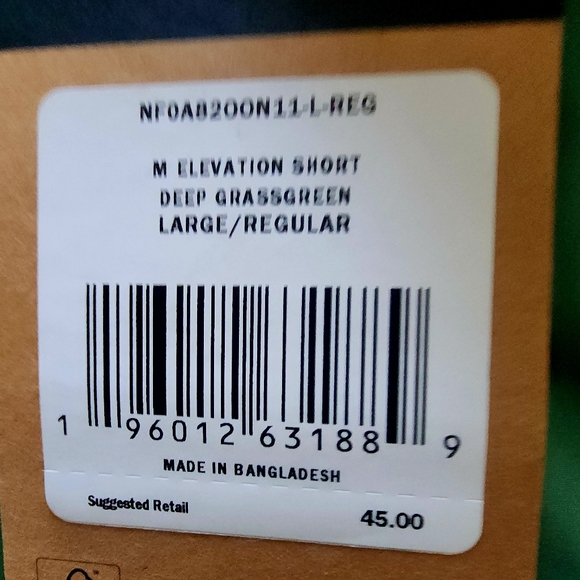 NF0A82OON11-L-REG
M ELEVATION SHORT
DEEP GRASSGREEN
LARGE/REGULAR
1 96012 63188 9
MADE IN BANGLADESH
Suggested Retail 45.00